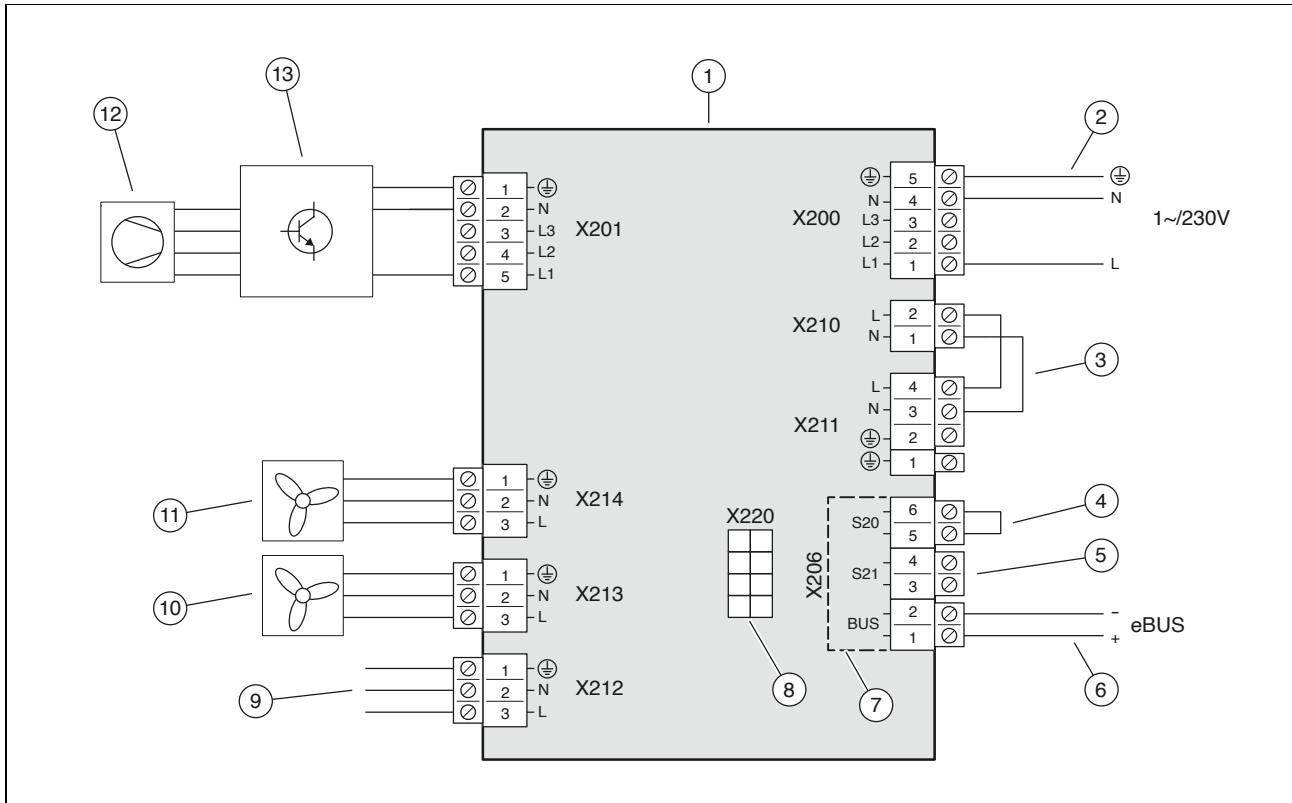 1
2
3
4
5
6
7
8
9
10
11
12
13
X201
1
2 N
3 L3
4 L2
5 L1
X214
1
2 N
3 L
X213
1
2 N
3 L
X212
1
2 N
3 L
X220
X200
5
N 4 N
L3 3
L2 2
L1 1 L
1~/230V
X210
L 2
N 1
X211
L 4
N 3
2
1
X206
S20
6
5
S21
4
3
BUS
2 -
1 +
eBUS